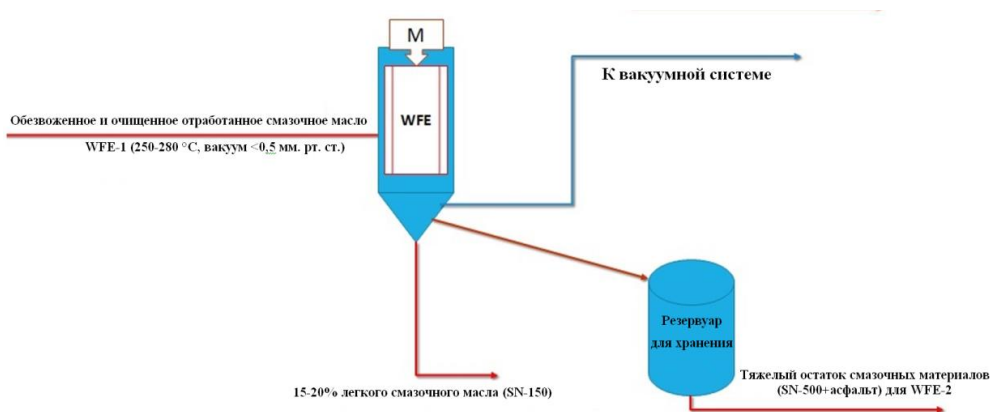 M
К вакуумной системе
WFE
Обезвоженное и очищенное отработанное смазочное масло
WFE-1 (250-280 °C, вакуум <0,5 мм. рт. ст.)
Резервуар
для хранения
15-20% легкого смазочного масла (SN-150)
Тяжелый остаток смазочных материалов
(SN-500+асфальт) для WFE-2